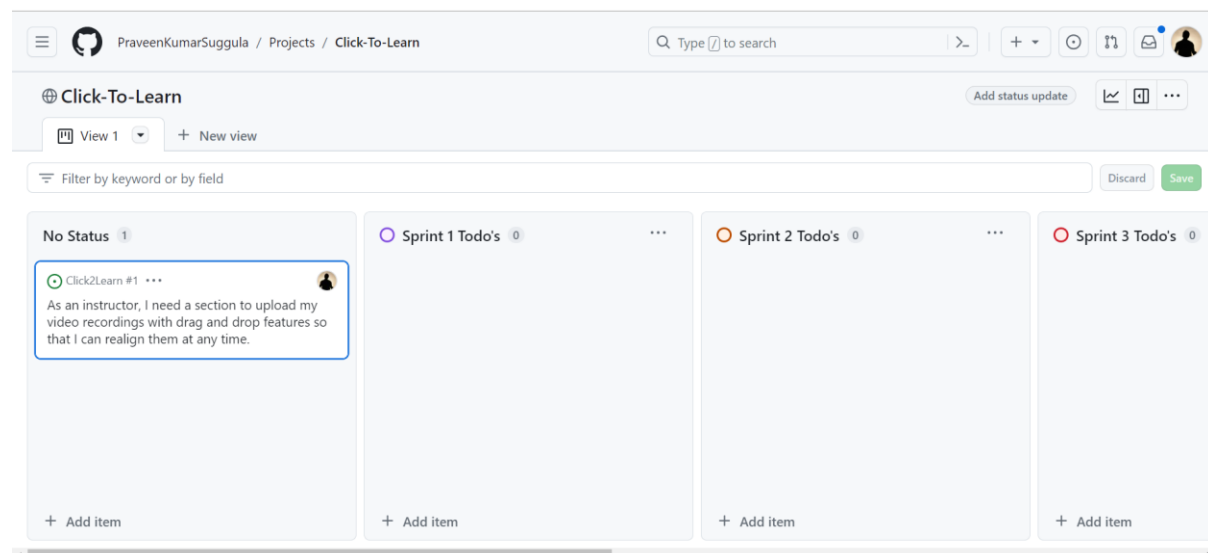 PraveenKumarSuggula / Projects / Click-To-Learn
Type / to search
Click-To-Learn
Add status update
View 1
New view
Filter by keyword or by field
Discard
Save
No Status 1
Sprint 1 Todo's 0
Sprint 2 Todo's 0
Sprint 3 Todo's 0
Click2Learn #1
As an instructor, I need a section to upload my
video recordings with drag and drop features so
that I can realign them at any time.
+ Add item
+ Add item
+ Add item
+ Add item